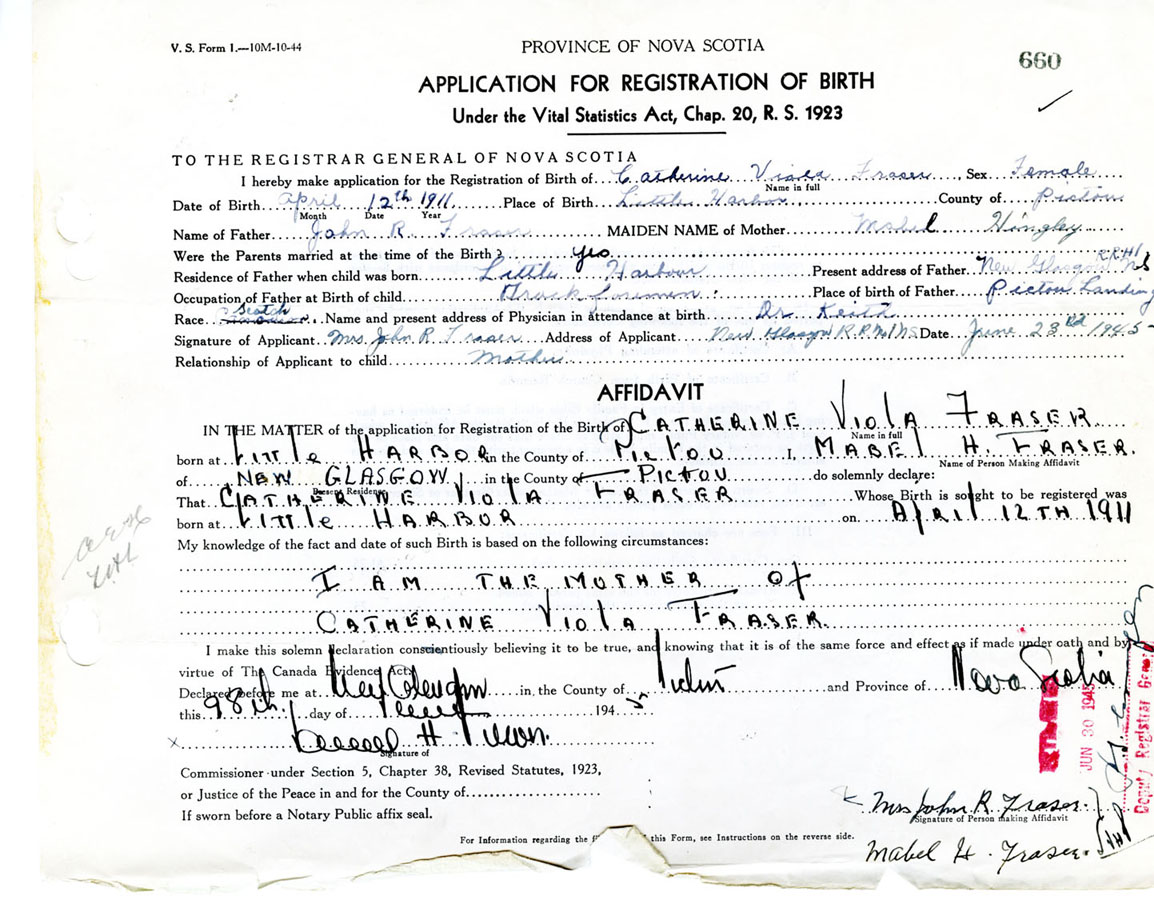 V. S. Form 1.—10M-10-44
PROVINCE OF NOVA SCOTIA
660
APPLICATION FOR REGISTRATION OF BIRTH
Under the Vital Statistics Act, Chap. 20, R. S. 1923
TO THE REGISTRAR GENERAL OF NOVA SCOTIA
I hereby make application for the Registration of Birth of Catherine Viola Fraser, Sex Female
Name in full
Date of Birth April 12th 1911 Place of Birth Little Harbor County of Pictou
Month Date Year
Name of Father John R. Fraser MAIDEN NAME of Mother Mabel Hingley
Were the Parents married at the time of the Birth? yes
Residence of Father when child was born Little Harbour Present address of Father New Glasgow RR#1 NS
Occupation of Father at Birth of child foremen Place of birth of Father Pictou Landing
Race Scotch Name and present address of Physician in attendance at birth Dr. Keith
Signature of Applicant Mrs. John R. Fraser Address of Applicant New Glasgow R.R. No 1 NS Date June 23rd 1945
Relationship of Applicant to child Mother
AFFIDAVIT
IN THE MATTER of the application for Registration of the Birth of CATHERINE VIOLA FRASER
Name in full
born at LITTLE HARBOR in the County of PICTOU I, MABEL H. FRASER.
Name of Person Making Affidavit
of NEW GLASGOW in the County of PICTOU do solemnly declare:
Present Residence
That CATHERINE VIOLA FRASER Whose Birth is sought to be registered was
born at LITTLE HARBOR on APRIL 12TH 1911
My knowledge of the fact and date of such Birth is based on the following circumstances:
I AM THE MOTHER Of
CATHERINE VIOLA FRASER.
I make this solemn declaration conscientiously believing it to be true, and knowing that it is of the same force and effect as if made under oath and by
virtue of The Canada Evidence Act.
Declared before me at New Glasgow in the County of Pictou and Province of Nova Scotia
this day of 1945
H.
Signature of
Commissioner under Section 5, Chapter 38, Revised Statutes, 1923,
or Justice of the Peace in and for the County of
If sworn before a Notary Public affix seal.
JUN 30 1945
Deputy Registrar General
Mrs John R. Fraser
Signature of Person making Affidavit
Mabel H. Fraser
For Information regarding the this Form, see Instructions on the reverse side.